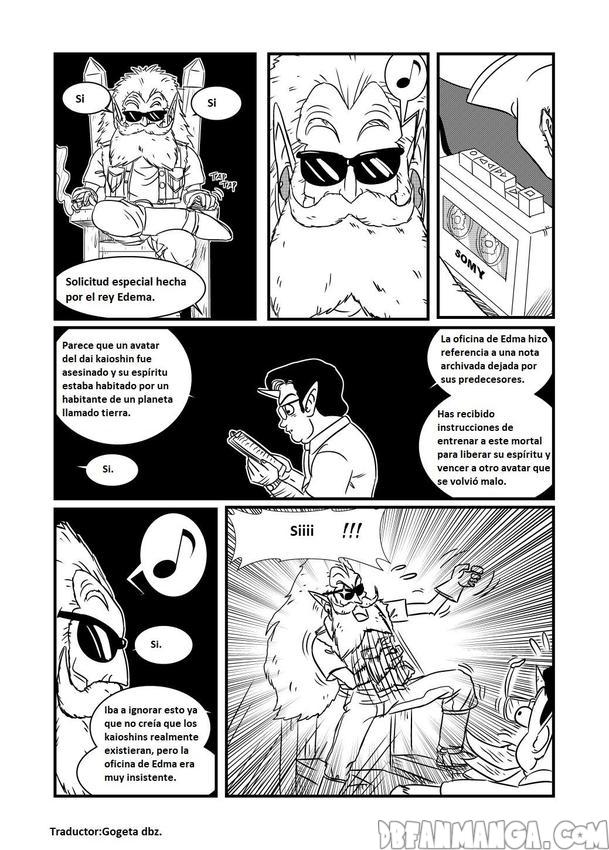 Si
Si
TAP
TAP
Solicitud especial hecha
por el rey Edema.
SOMY
Parece que un avatar
del dai kaioshin fue
asesinado y su espíritu
estaba habitado por un
habitante de un planeta
llamado tierra.
Si.
La oficina de Edma hizo
referencia a una nota
archivada dejada por
sus predecesores.
Has recibido
instrucciones de
entrenar a este mortal
para liberar su espíritu y
vencer a otro avatar que
se volvió malo.
Si.
Iba a ignorar esto ya
que no creía que los
kaioshins realmente
existieran, pero la
oficina de Edma era
muy insistente.
Siiii !!!
Traductor:Gogeta dbz.
DBFANMANGA.COM